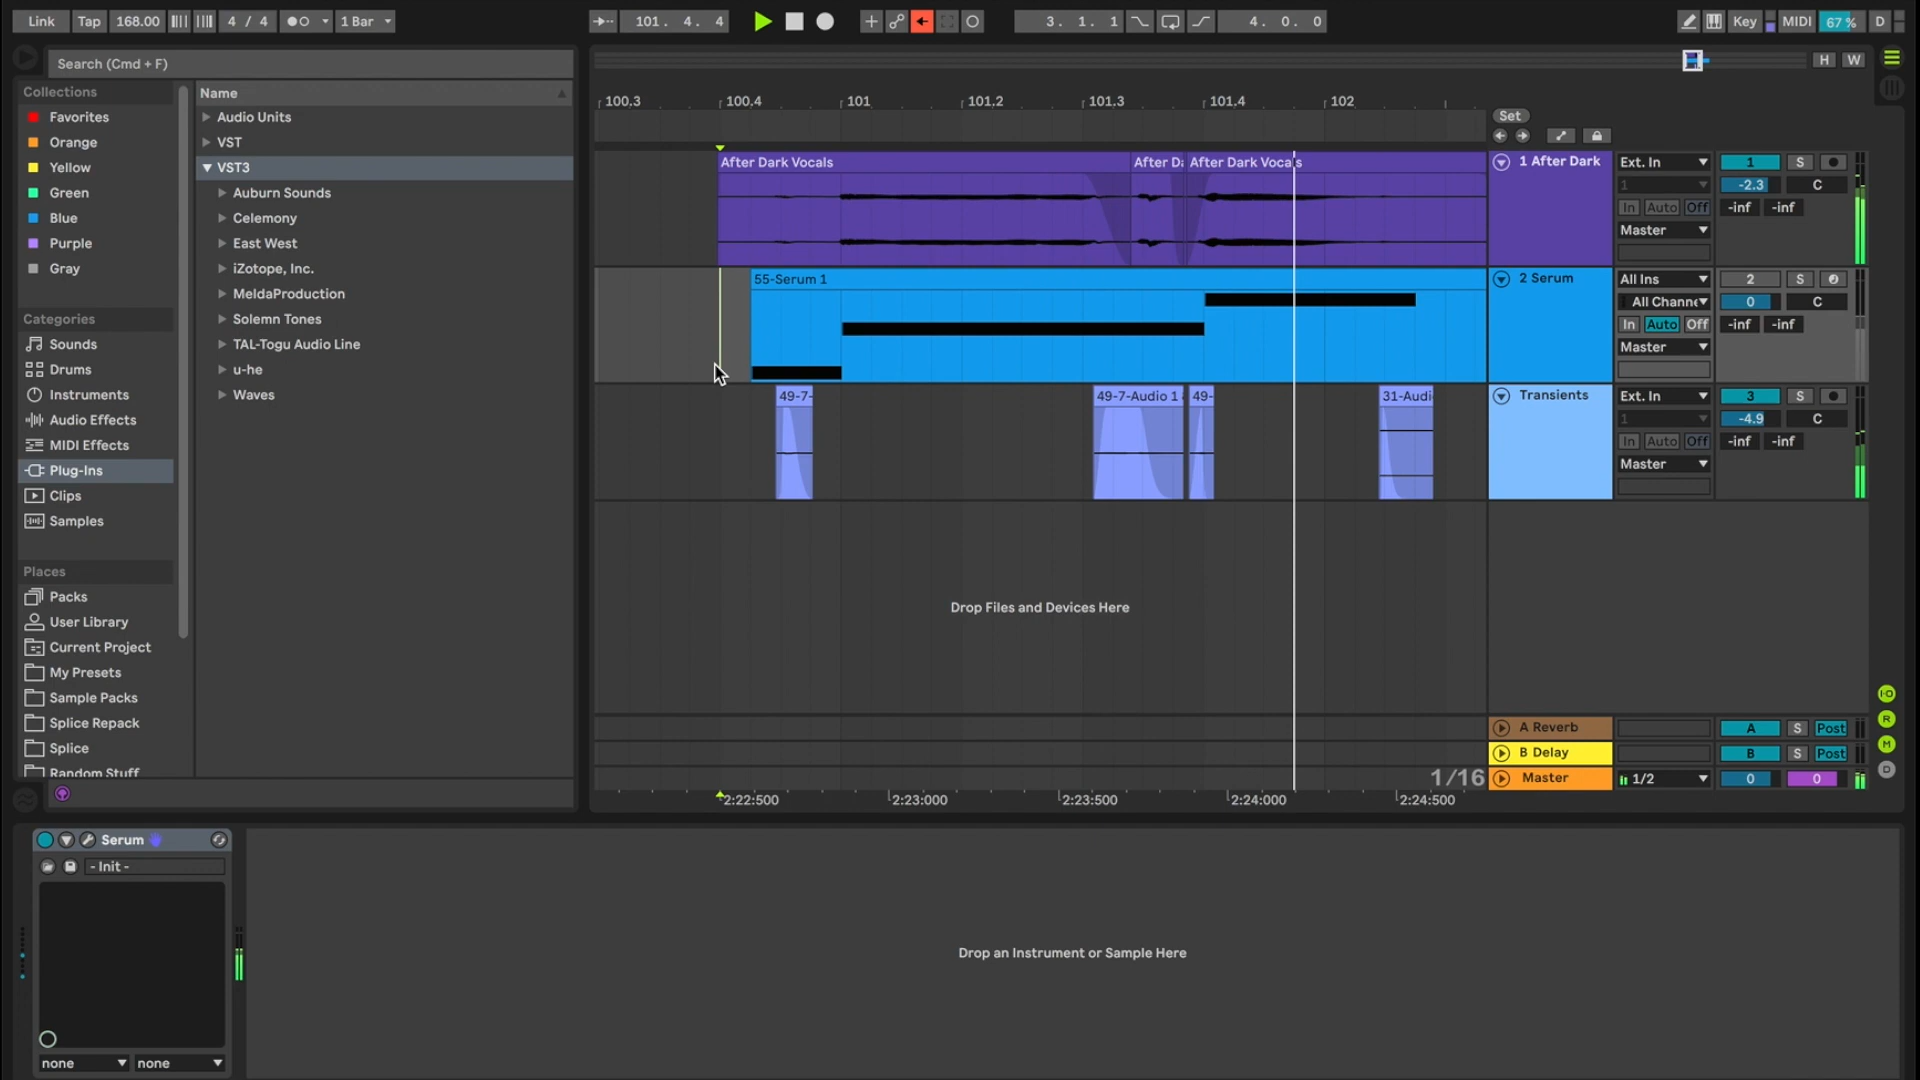 Link Tap 168.00 4 / 4 1 Bar 101. 4. 4 3. 1. 1 4. 0. 0 Key MIDI 67 % D
Search (Cmd + F)
H W
Collections
Favorites
Orange
Yellow
Green
Blue
Purple
Gray
Categories
Sounds
Drums
Instruments
Audio Effects
MIDI Effects
Plug-Ins
Clips
Samples
Places
Packs
User Library
Current Project
My Presets
Sample Packs
Splice Repack
Splice
Random Stuff
Name
Audio Units
VST
VST3
Auburn Sounds
Celemony
East West
iZotope, Inc.
MeldaProduction
Solemn Tones
TAL-Togu Audio Line
u-he
Waves
100.3 100.4 101 101.2 101.3 101.4 102
Set
After Dark Vocals After Da After Dark Vocals
1 After Dark Ext. In 1 S
1 -2.3 C
In Auto Off -inf -inf
Master
55-Serum 1
2 Serum All Ins 2 S
All Channe 0 C
In Auto Off -inf -inf
Master
49-7- 49-7-Audio 1 49- 31-Audi
Transients Ext. In 3 S
1 -4.9 C
In Auto Off -inf -inf
Master
Drop Files and Devices Here
A Reverb A S Post
B Delay B S Post
1/16 Master 1/2 0 0
I·O
R
M
D
2:22:500 2:23:000 2:23:500 2:24:000 2:24:500
Serum
- Init -
none none
Drop an Instrument or Sample Here